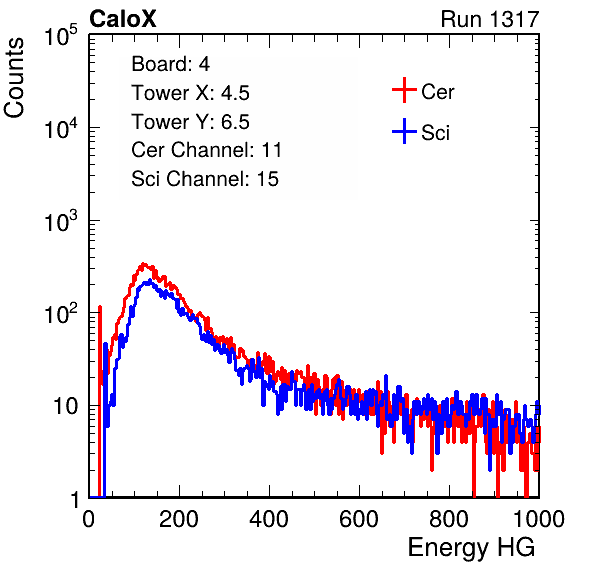 CaloX Run 1317
Counts
Board: 4
Tower X: 4.5
Tower Y: 6.5
Cer Channel: 11
Sci Channel: 15
Cer
Sci
10^5
10^4
10^3
10^2
10
1
0 200 400 600 800 1000
Energy HG